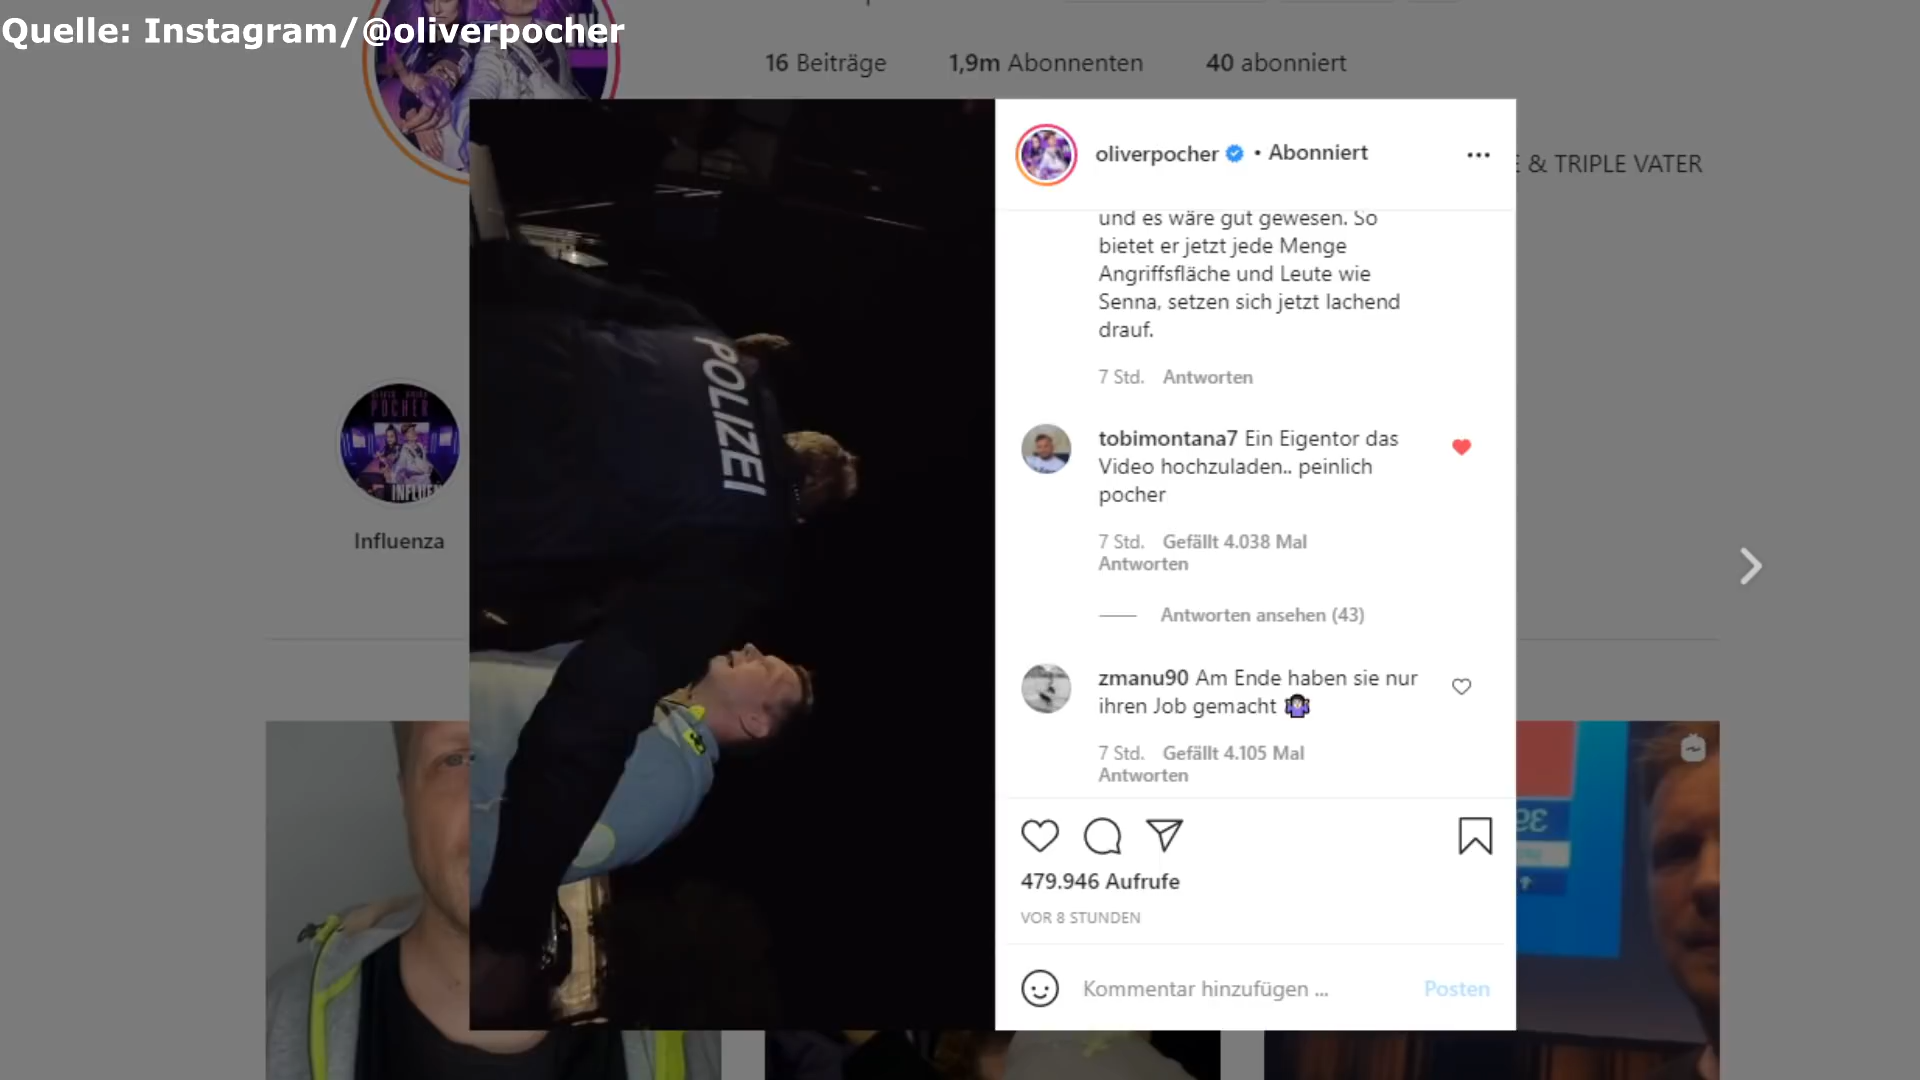 Quelle: Instagram/@oliverpocher
16 Beiträge 1,9m Abonnenten 40 abonniert
oliverpocher • Abonniert
E & TRIPLE VATER
und es wäre gut gewesen. So
bietet er jetzt jede Menge
Angriffsfläche und Leute wie
Senna, setzen sich jetzt lachend
drauf.
7 Std. Antworten
POLIZEI
POCHER
INFLUEN
Influenza
tobimontana7 Ein Eigentor das
Video hochzuladen.. peinlich
pocher
7 Std. Gefällt 4.038 Mal
Antworten
Antworten ansehen (43)
zmanu90 Am Ende haben sie nur
ihren Job gemacht 🤷🏻‍♀️
7 Std. Gefällt 4.105 Mal
Antworten
479.946 Aufrufe
VOR 8 STUNDEN
Kommentar hinzufügen ... Posten